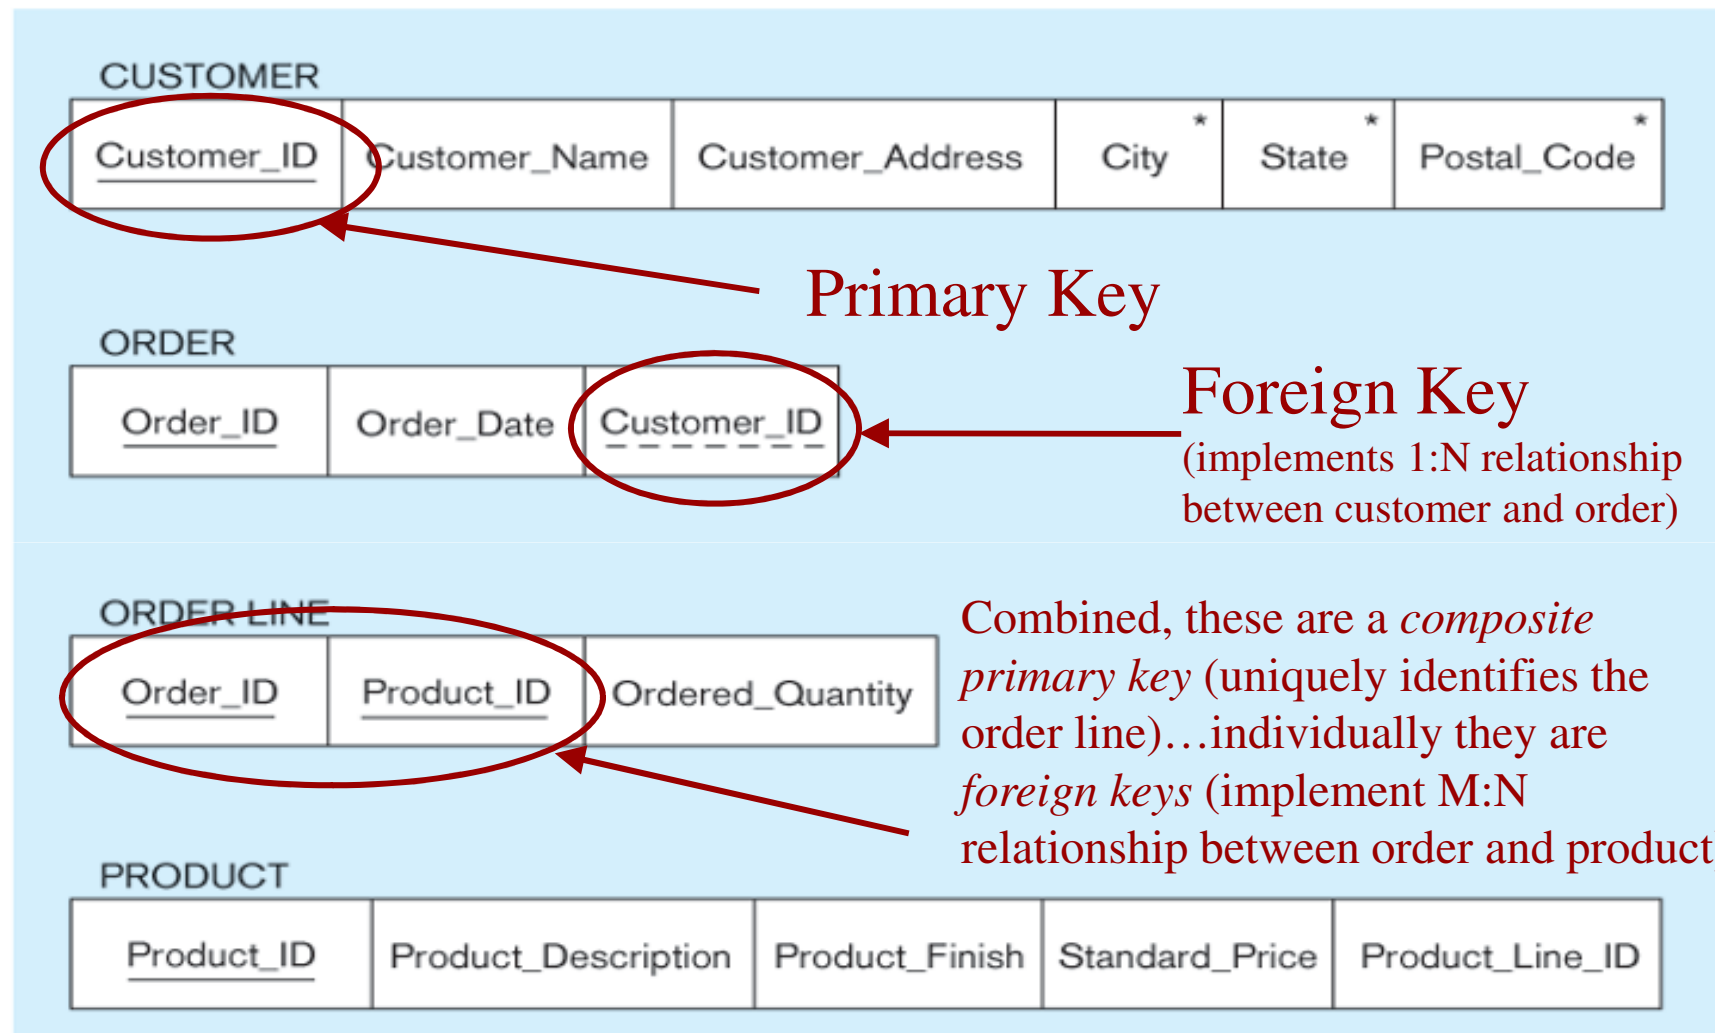 CUSTOMER
Customer_ID Customer_Name Customer_Address City * State * Postal_Code *
Primary Key
ORDER
Order_ID Order_Date Customer_ID
Foreign Key
(implements 1:N relationship
between customer and order)
ORDER LINE
Order_ID Product_ID Ordered_Quantity
Combined, these are a composite
primary key (uniquely identifies the
order line)…individually they are
foreign keys (implement M:N
relationship between order and product)
PRODUCT
Product_ID Product_Description Product_Finish Standard_Price Product_Line_ID